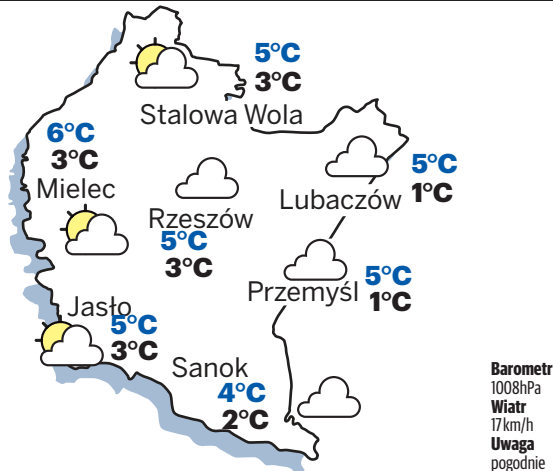 5°C
3°C
Stalowa Wola
6°C
3°C
Mielec
Rzeszów
5°C
3°C
Lubaczów
5°C
1°C
Przemyśl
5°C
1°C
Jasło
5°C
3°C
Sanok
4°C
2°C
Barometr
1008hPa
Wiatr
17km/h
Uwaga
pogodnie